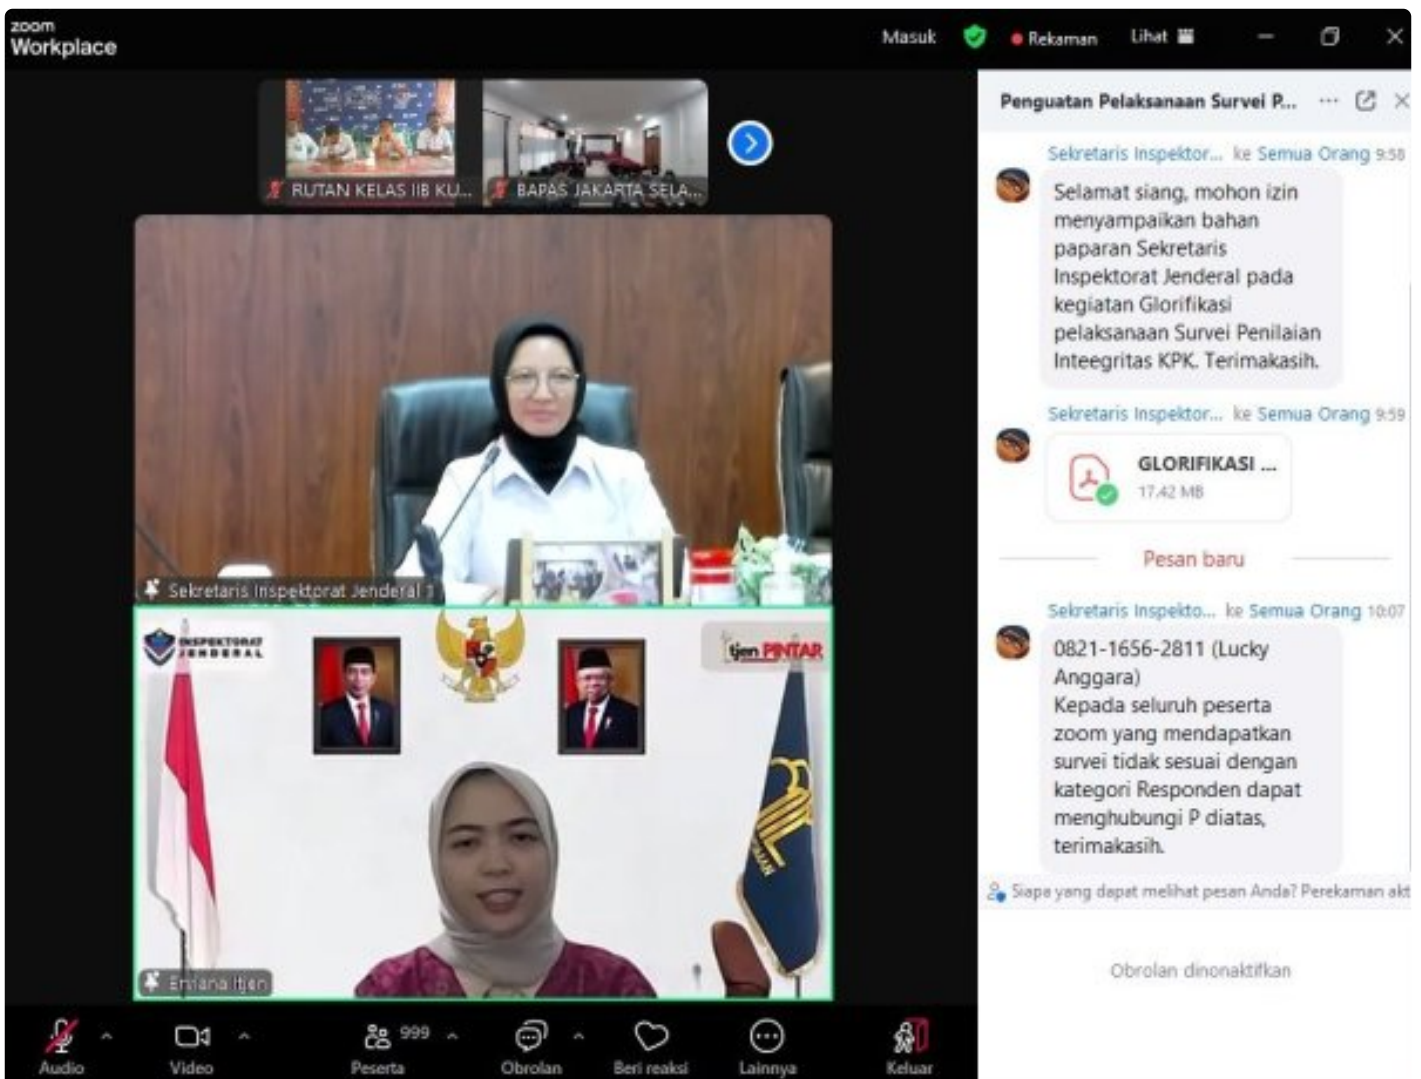 zoom
Workplace
Masuk
Rekaman
Lihat
RUTAN KELAS IIB KU...
BAPAS JAKARTA SELA...
Sekretaris Inspektorat Jenderal 1
INSPEKTORAT
JENDERAL
Itjen PINTAR
Itjen
Audio
Video
999
Peserta
Obrolan
Beri reaksi
Lainnya
Keluar
Penguatan Pelaksanaan Survei P...
Sekretaris Inspektor... ke Semua Orang 9:58
Selamat siang, mohon izin
menyampaikan bahan
paparan Sekretaris
Inspektorat Jenderal pada
kegiatan Glorifikasi
pelaksanaan Survei Penilaian
Inteegritas KPK. Terimakasih.
Sekretaris Inspektor... ke Semua Orang 9:59
GLORIFIKASI ...
17.42 MB
Pesan baru
Sekretaris Inspekto... ke Semua Orang 10:07
0821-1656-2811 (Lucky
Anggara)
Kepada seluruh peserta
zoom yang mendapatkan
survei tidak sesuai dengan
kategori Responden dapat
menghubungi P diatas,
terimakasih.
Siapa yang dapat melihat pesan Anda? Perekaman akt
Obrolan dinonaktifkan